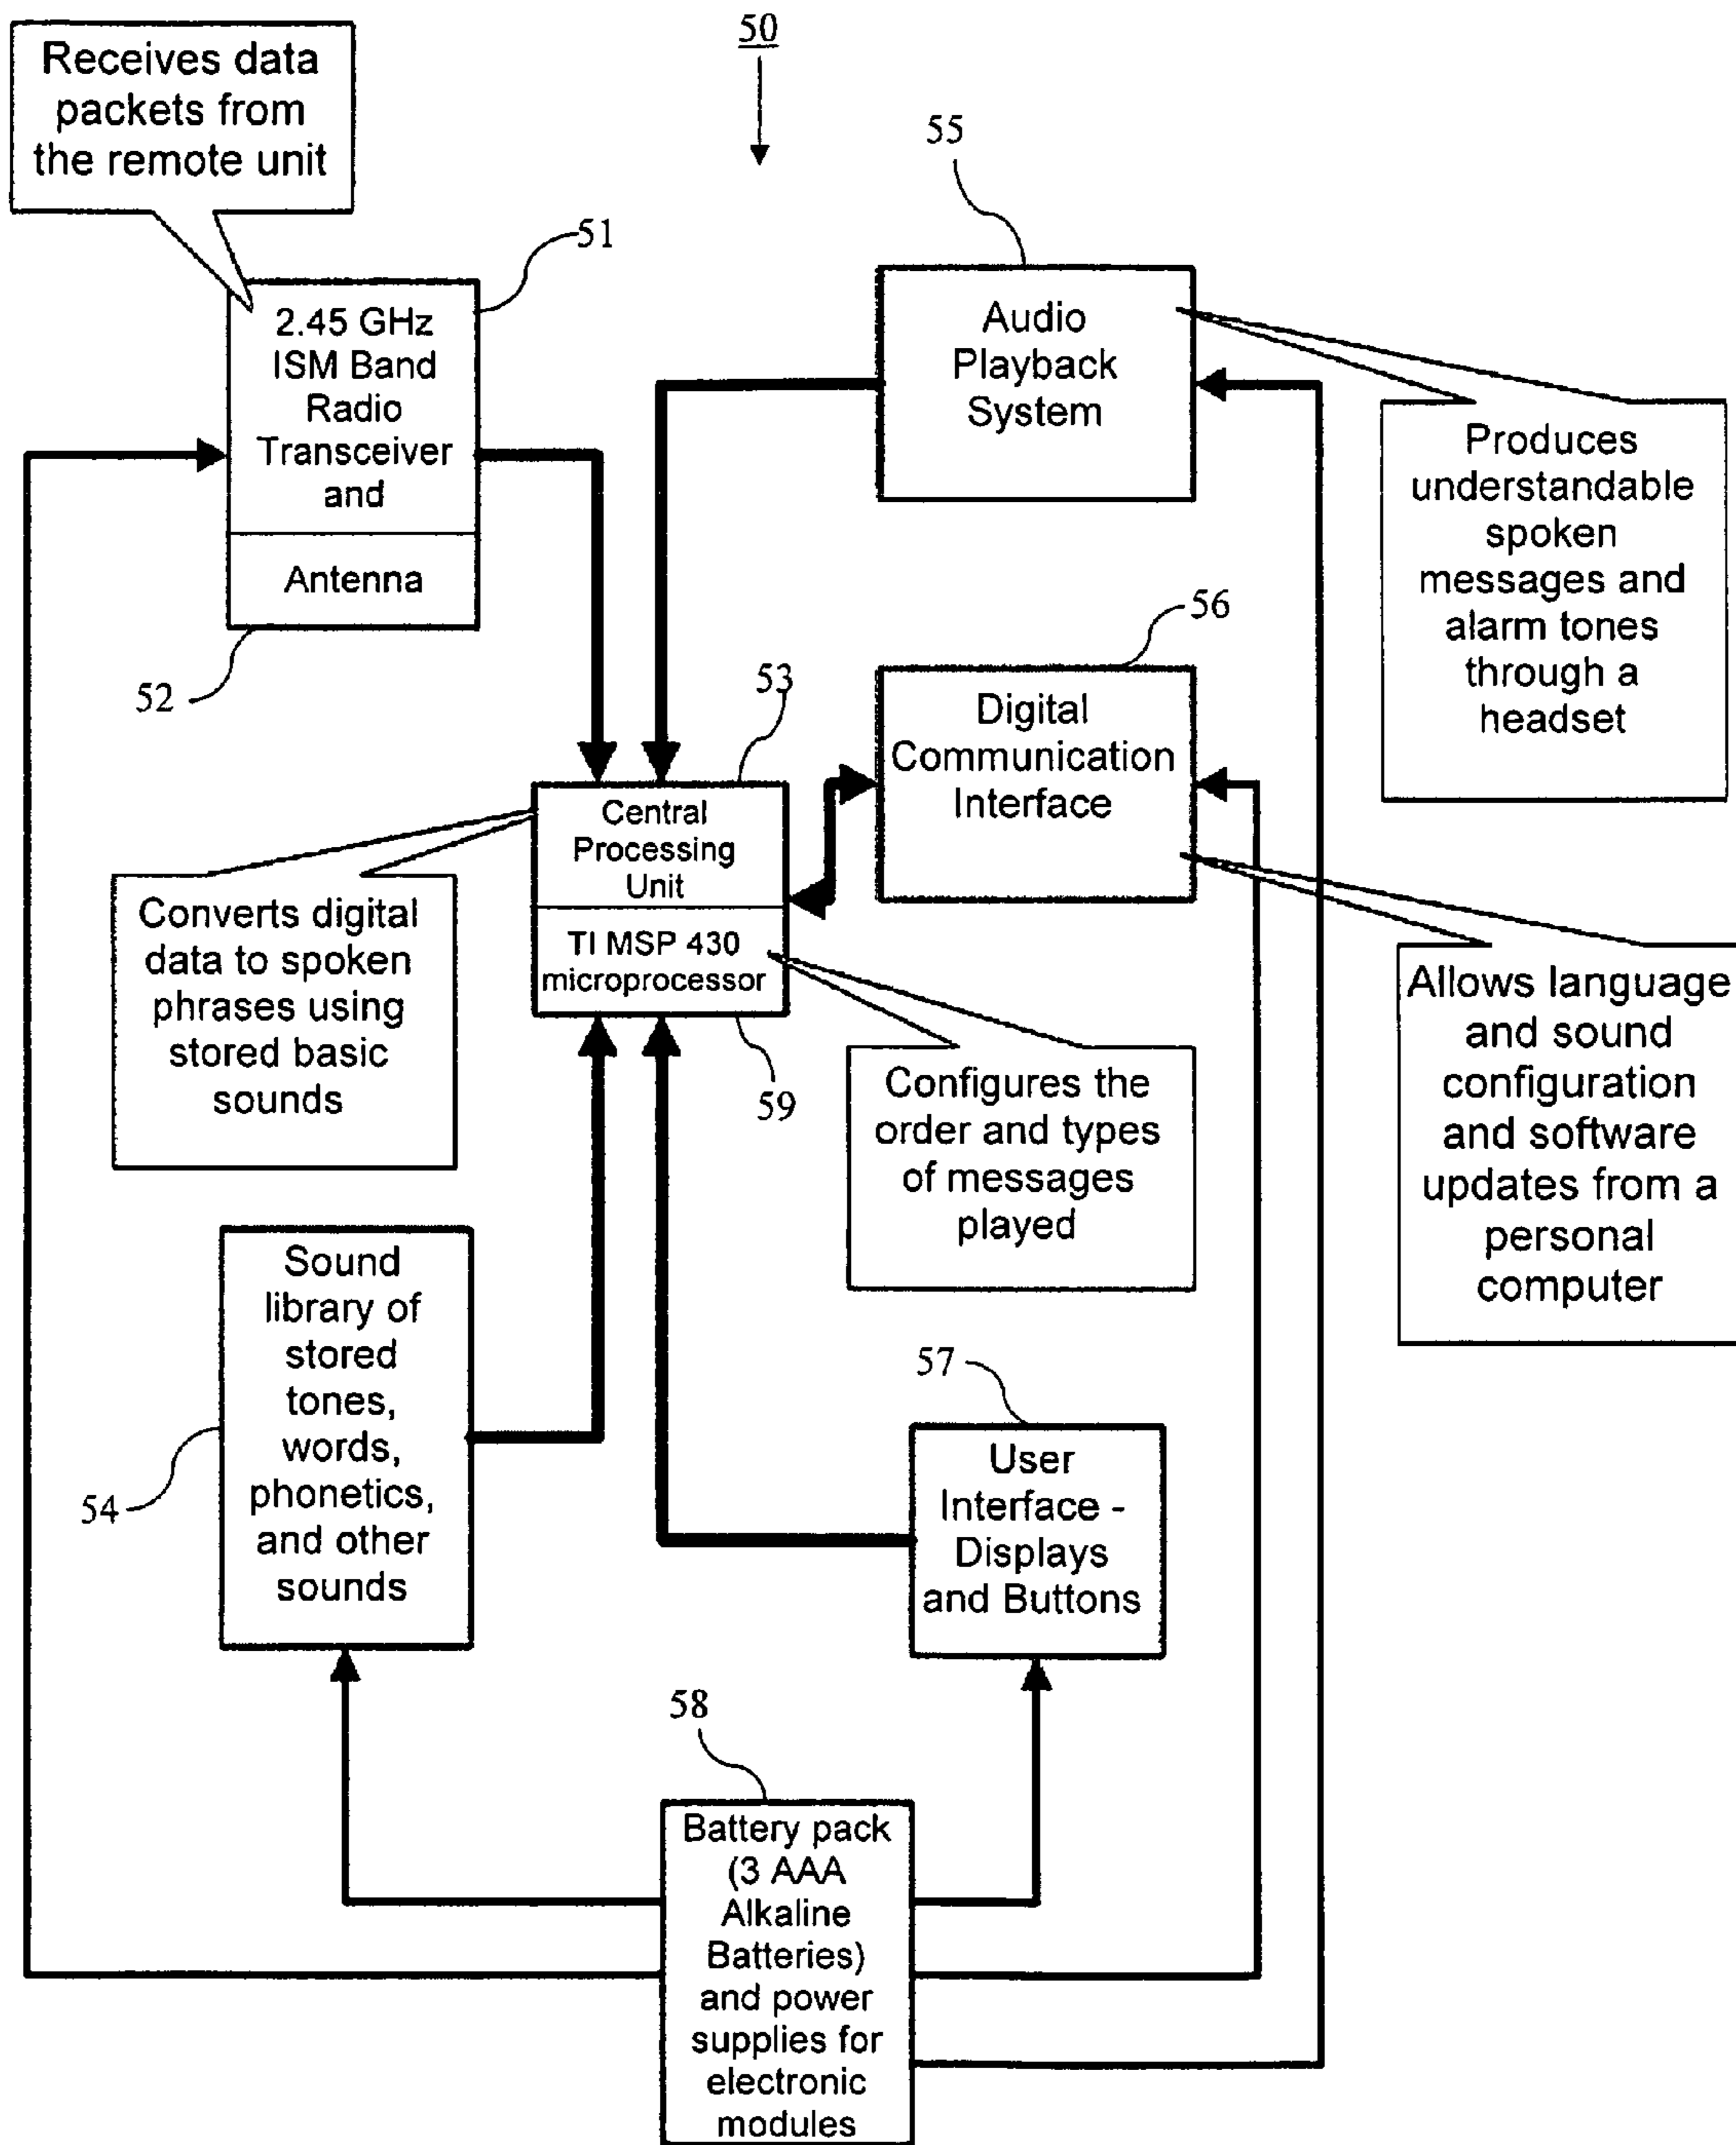 50
Receives data
packets from
the remote unit
51
2.45 GHz
ISM Band
Radio
Transceiver
and
Antenna
52
55
Audio
Playback
System
Produces
understandable
spoken
messages and
alarm tones
through a
headset
53
Central
Processing
Unit
TI MSP 430
microprocessor
59
56
Digital
Communication
Interface
Converts digital
data to spoken
phrases using
stored basic
sounds
Configures the
order and types
of messages
played
Allows language
and sound
configuration
and software
updates from a
personal
computer
54
Sound
library of
stored
tones,
words,
phonetics,
and other
sounds
57
User
Interface -
Displays
and Buttons
58
Battery pack
(3 AAA
Alkaline
Batteries)
and power
supplies for
electronic
modules